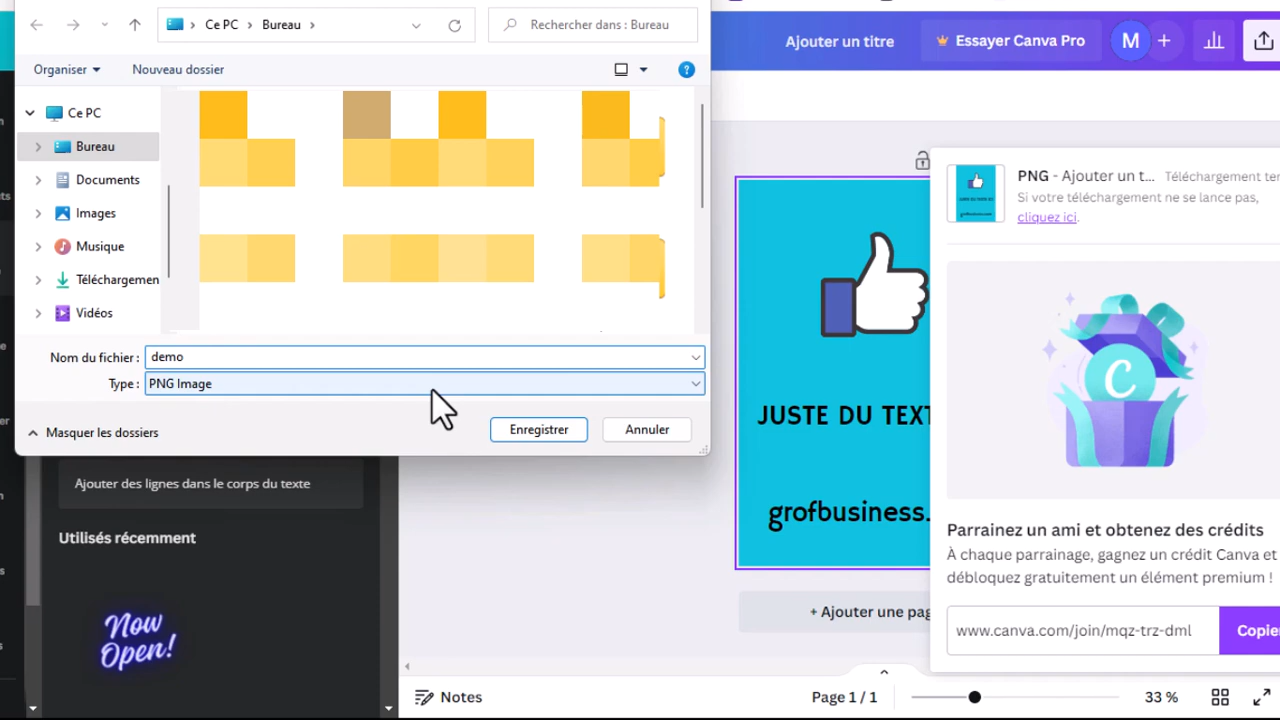 Ce PC
Bureau
Rechercher dans : Bureau
Organiser
Nouveau dossier
?
Ce PC
Bureau
Documents
Images
Musique
Téléchargemen
Vidéos
Nom du fichier :
demo
Type :
PNG Image
Masquer les dossiers
Enregistrer
Annuler
Ajouter des lignes dans le corps du texte
Utilisés récemment
Now
Open!
Ajouter un titre
Essayer Canva Pro
M
+
JUSTE DU TEXT
grofbusiness.
+ Ajouter une pag
PNG - Ajouter un t...
Téléchargement ter
Si votre téléchargement ne se lance pas,
cliquez ici.
C
Parrainez un ami et obtenez des crédits
À chaque parrainage, gagnez un crédit Canva et
débloquez gratuitement un élément premium !
www.canva.com/join/mqz-trz-dml
Copier
Notes
Page 1 / 1
33 %